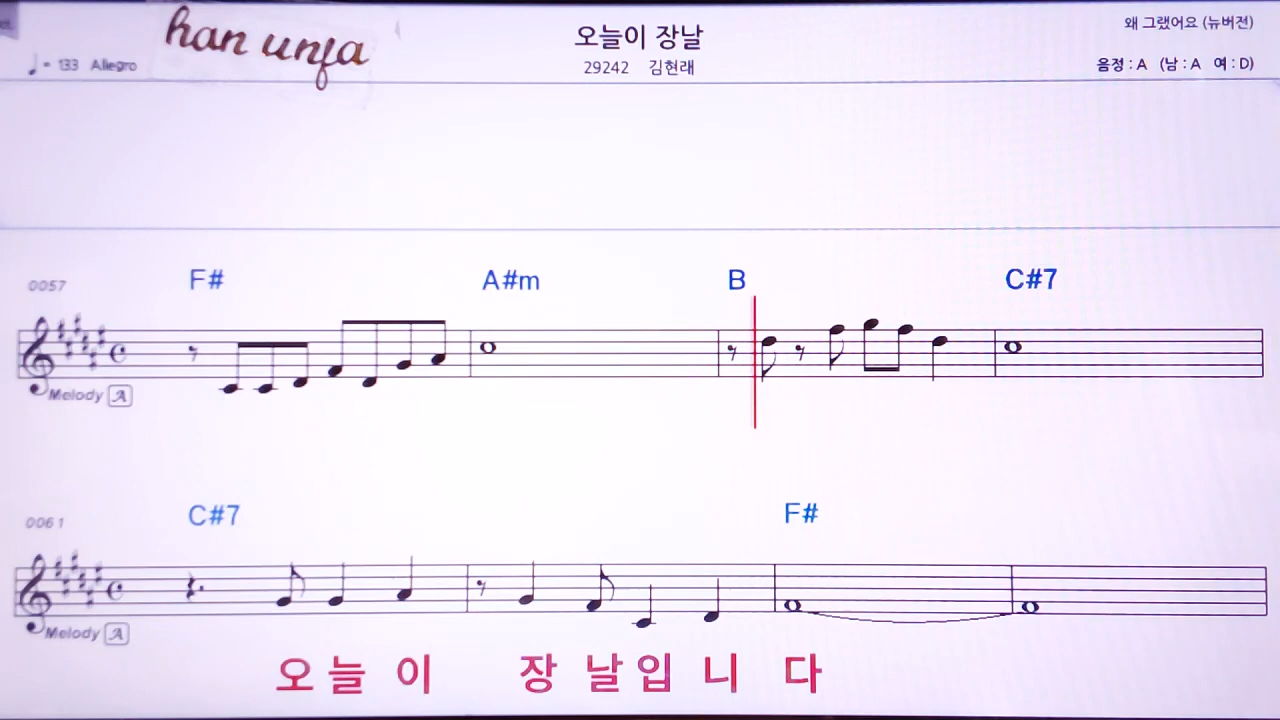 han unfa
오늘이 장날
왜 그랬어요 (뉴버전)
♩= 133 Allegro
29242 김현래
음정 : A (남 : A 여 : D)
0057
F# A#m B C#7
Melody A
0061
C#7 F#
Melody A
오 늘 이 장 날 입 니 다